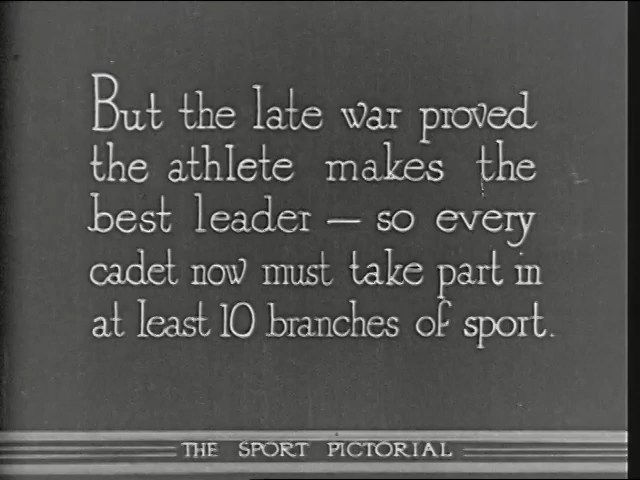 But the late war proved
the athlete makes the
best leader — so every
cadet now must take part in
at least 10 branches of sport.
THE SPORT PICTORIAL